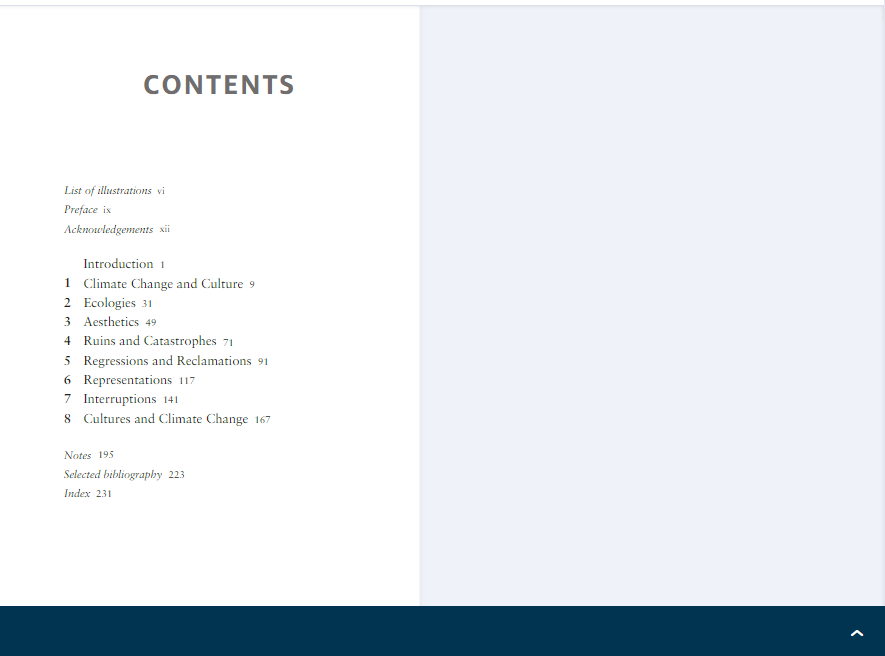 CONTENTS
List of illustrations vi
Preface ix
Acknowledgements xii
Introduction 1
1 Climate Change and Culture 9
2 Ecologies 31
3 Aesthetics 49
4 Ruins and Catastrophes 71
5 Regressions and Reclamations 91
6 Representations 117
7 Interruptions 141
8 Cultures and Climate Change 167
Notes 195
Selected bibliography 223
Index 231